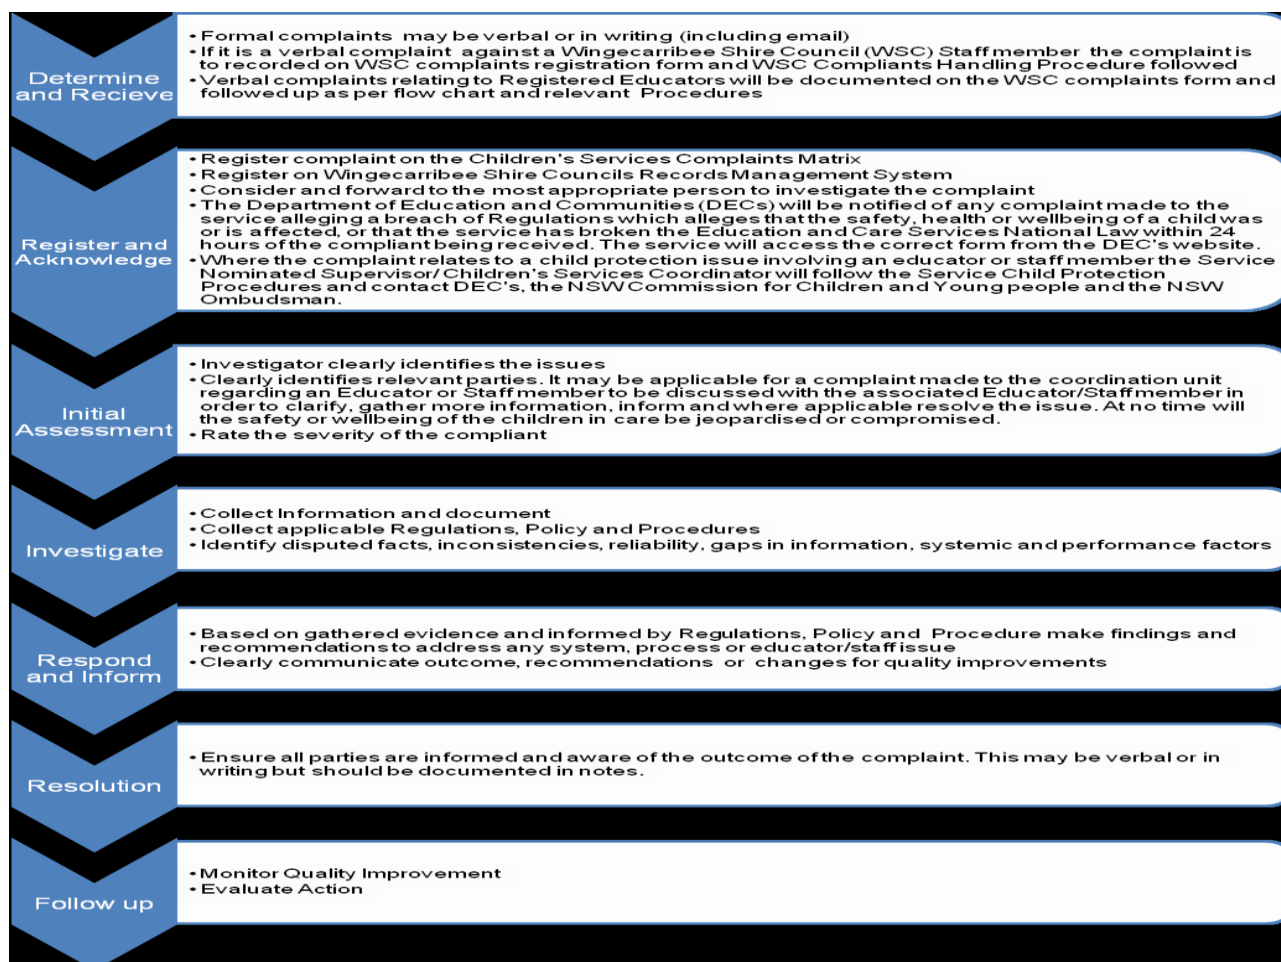 Determine
and Recieve
• Formal complaints may be verbal or in writing (including email)
• If it is a verbal complaint against a Wingecarribee Shire Council (WSC) Staff member the complaint is
to recorded on WSC complaints registration form and WSC Compliants Handling Procedure followed
• Verbal complaints relating to Registered Educators will be documented on the WSC complaints form and
followed up as per flow chart and relevant Procedures
Register and
Acknowledge
• Register complaint on the Children's Services Complaints Matrix
• Register on Wingecarribee Shire Councils Records Management System
• Consider and forward to the most appropriate person to investigate the complaint
• The Department of Education and Communities (DECs) will be notified of any complaint made to the
service alleging a breach of Regulations which alleges that the safety, health or wellbeing of a child was
or is affected, or that the service has broken the Education and Care Services National Law within 24
hours of the compliant being received. The service will access the correct form from the DEC's website.
• Where the complaint relates to a child protection issue involving an educator or staff member the Service
Nominated Supervisor/ Children's Services Coordinator will follow the Service Child Protection
Procedures and contact DEC's, the NSW Commission for Children and Young people and the NSW
Ombudsman.
Initial
Assessment
• Investigator clearly identifies the issues
• Clearly identifies relevant parties. It may be applicable for a complaint made to the coordination unit
regarding an Educator or Staff member to be discussed with the associated Educator/Staff member in
order to clarify, gather more information, inform and where applicable resolve the issue. At no time will
the safety or wellbeing of the children in care be jeopardised or compromised.
• Rate the severity of the compliant
Investigate
• Collect Information and document
• Collect applicable Regulations, Policy and Procedures
• Identify disputed facts, inconsistencies, reliability, gaps in information, systemic and performance factors
Respond
and Inform
• Based on gathered evidence and informed by Regulations, Policy and Procedure make findings and
recommendations to address any system, process or educator/staff issue
• Clearly communicate outcome, recommendations or changes for quality improvements
Resolution
• Ensure all parties are informed and aware of the outcome of the complaint. This may be verbal or in
writing but should be documented in notes.
Follow up
• Monitor Quality Improvement
• Evaluate Action